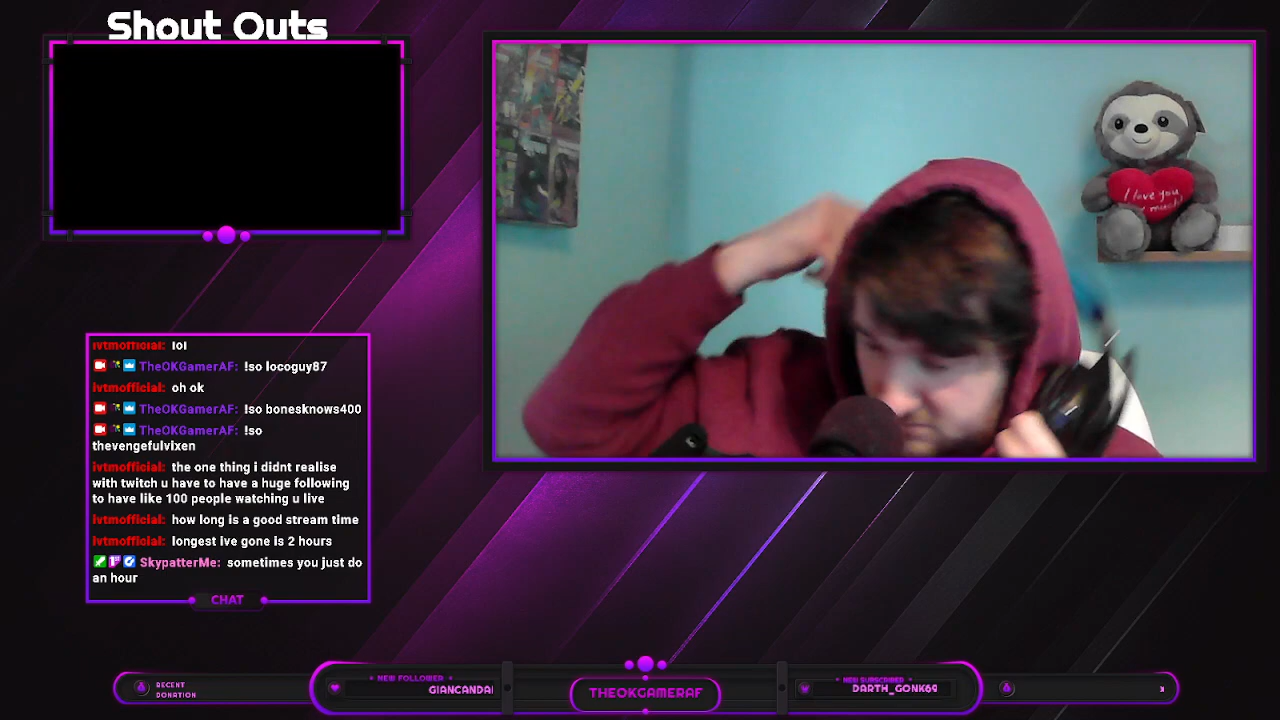 Shout Outs
I love you
lvtmofficial: lol
TheOKGamerAF: !so locoguy87
lvtmofficial: oh ok
TheOKGamerAF: !so bonesknows400
TheOKGamerAF: !so
thevengefulvixen
lvtmofficial: the one thing i didnt realise
with twitch u have to have a huge following
to have like 100 people watching u live
lvtmofficial: how long is a good stream time
lvtmofficial: longest ive gone is 2 hours
SkypatterMe: sometimes you just do
an hour
CHAT
RECENT
DONATION
NEW FOLLOWER
GIANCANDA
THEOKGAMERAF
NEW SUBSCRIBER
DARTH_GONK69